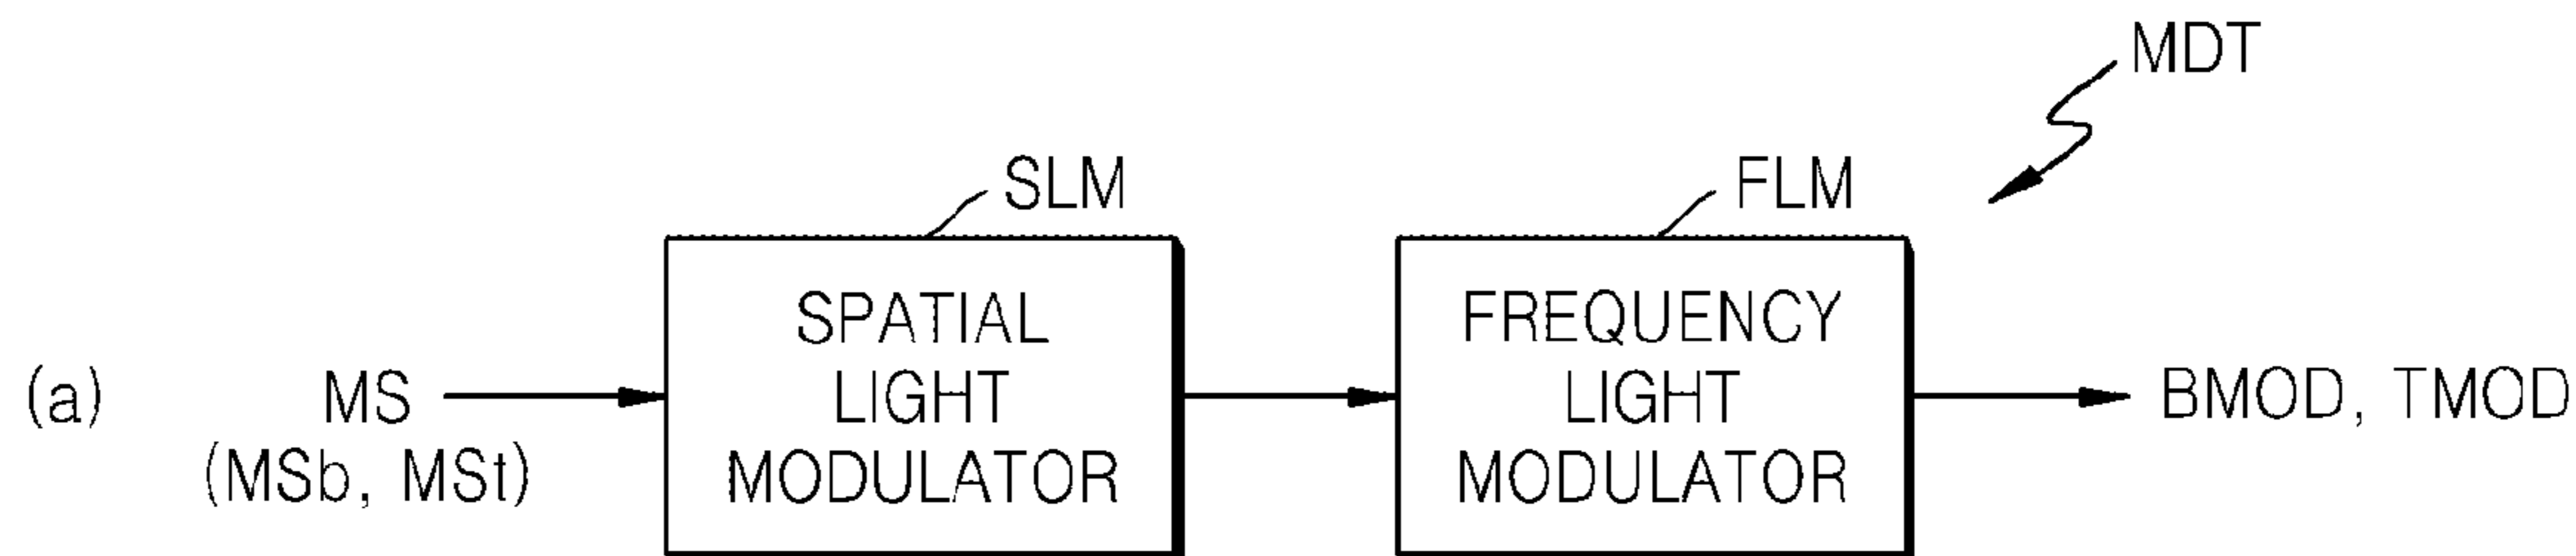 MDT
SLM
FLM
(a)
MS
(MSb, MSt)
SPATIAL
LIGHT
MODULATOR
FREQUENCY
LIGHT
MODULATOR
BMOD, TMOD